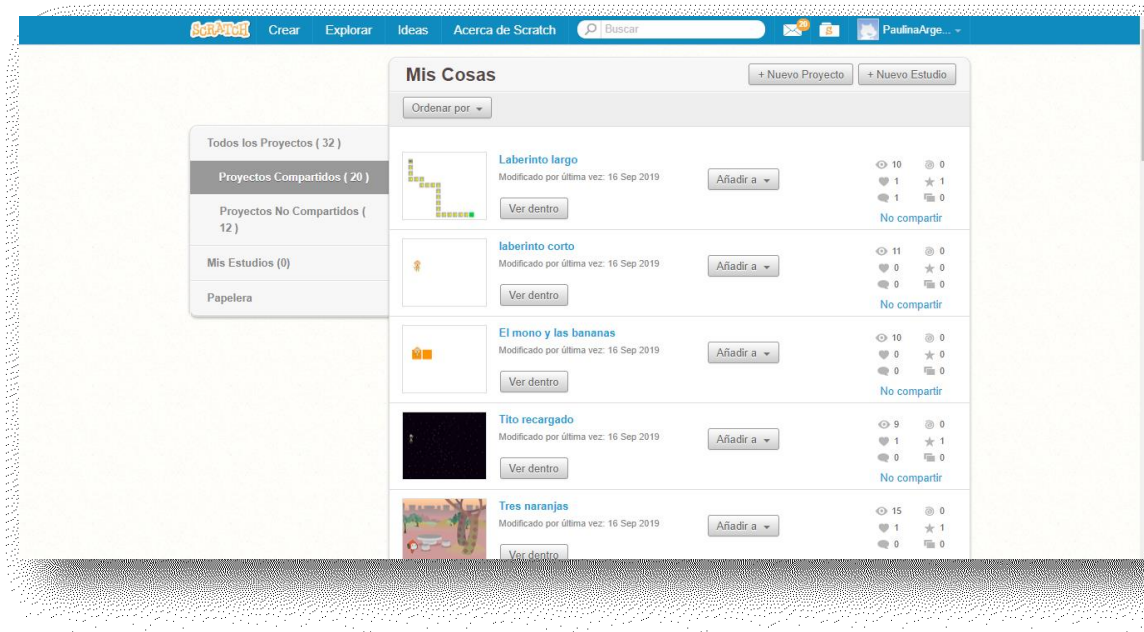 SCRATCH Crear Explorar Ideas Acerca de Scratch Buscar 20 S PaulinaArge...
Mis Cosas + Nuevo Proyecto + Nuevo Estudio
Ordenar por
Todos los Proyectos ( 32 )
Proyectos Compartidos ( 20 )
Proyectos No Compartidos (
12 )
Mis Estudios (0)
Papelera
Laberinto largo
Modificado por última vez: 16 Sep 2019
Ver dentro
Añadir a
10 0
1 1
1 0
No compartir
laberinto corto
Modificado por última vez: 16 Sep 2019
Ver dentro
Añadir a
11 0
0 0
0 0
No compartir
El mono y las bananas
Modificado por última vez: 16 Sep 2019
Ver dentro
Añadir a
10 0
0 0
0 0
No compartir
Tito recargado
Modificado por última vez: 16 Sep 2019
Ver dentro
Añadir a
9 0
1 1
0 0
No compartir
Tres naranjas
Modificado por última vez: 16 Sep 2019
Ver dentro
Añadir a
15 0
1 1
0 0